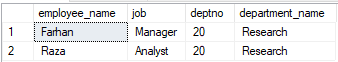 employee_name job deptno department_name
1 Farhan Manager 20 Research
2 Raza Analyst 20 Research